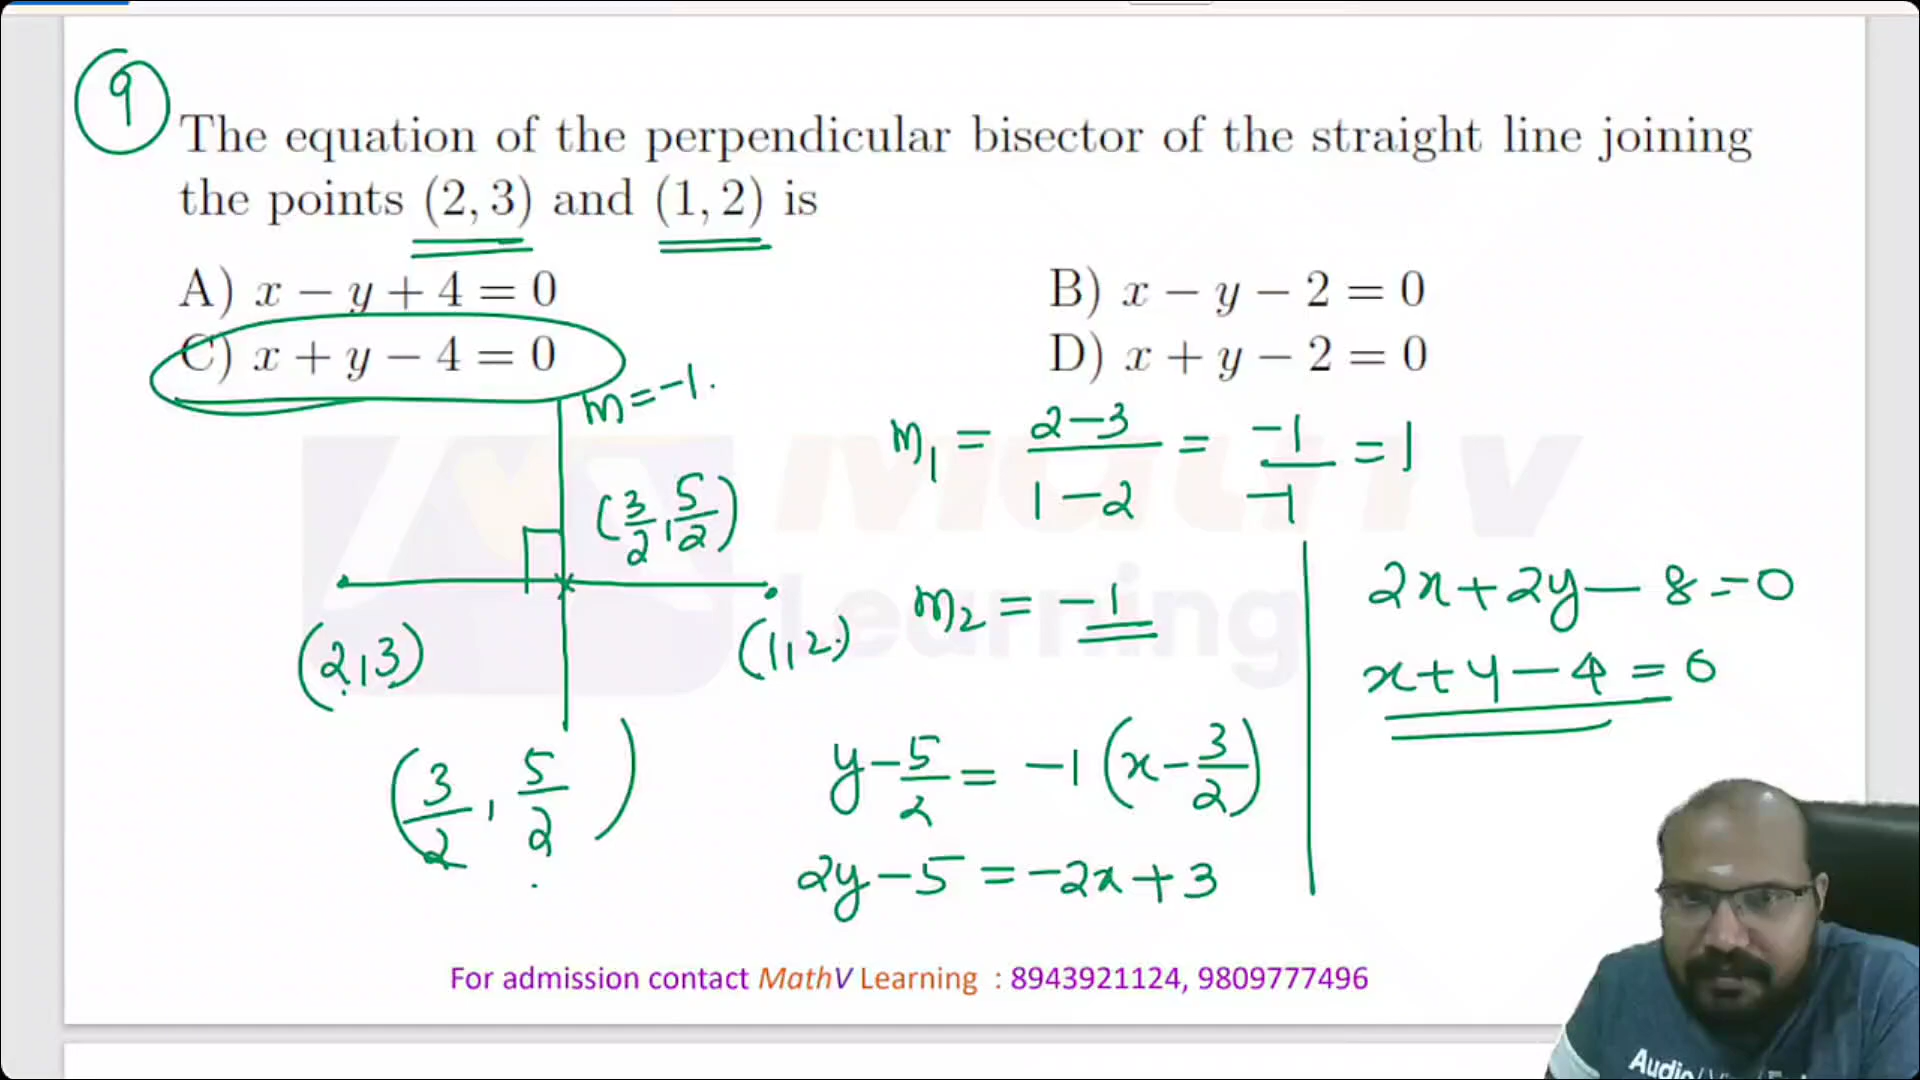 9
The equation of the perpendicular bisector of the straight line joining
the points (2, 3) and (1, 2) is
A) x − y + 4 = 0
B) x − y − 2 = 0
C) x + y − 4 = 0
D) x + y − 2 = 0
m = -1.
m₁ = (2-3)/(1-2) = -1/-1 = 1
(3/2, 5/2)
m₂ = -1
2x+2y-8=0
(2,3)
(1,2)
x+y-4=0
(3/2, 5/2)
y-5/2 = -1(x-3/2)
2y-5 = -2x+3
MathV
Learning
For admission contact MathV Learning : 8943921124, 9809777496
Audio/